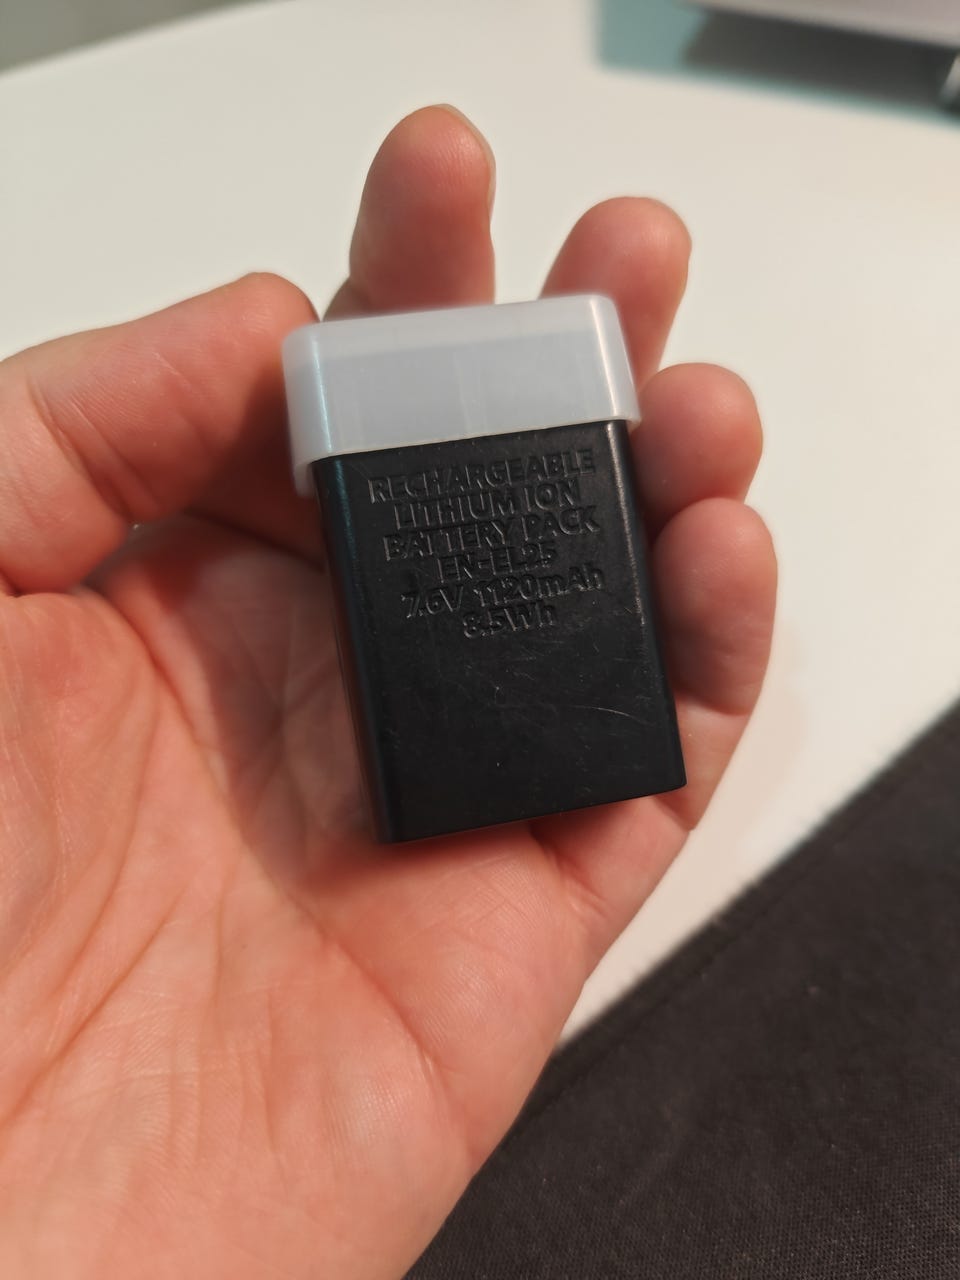 RECHARGEABLE
LITHIUM ION
BATTERY PACK
EN-EL25
7.6V 1120mAh
8.5Wh